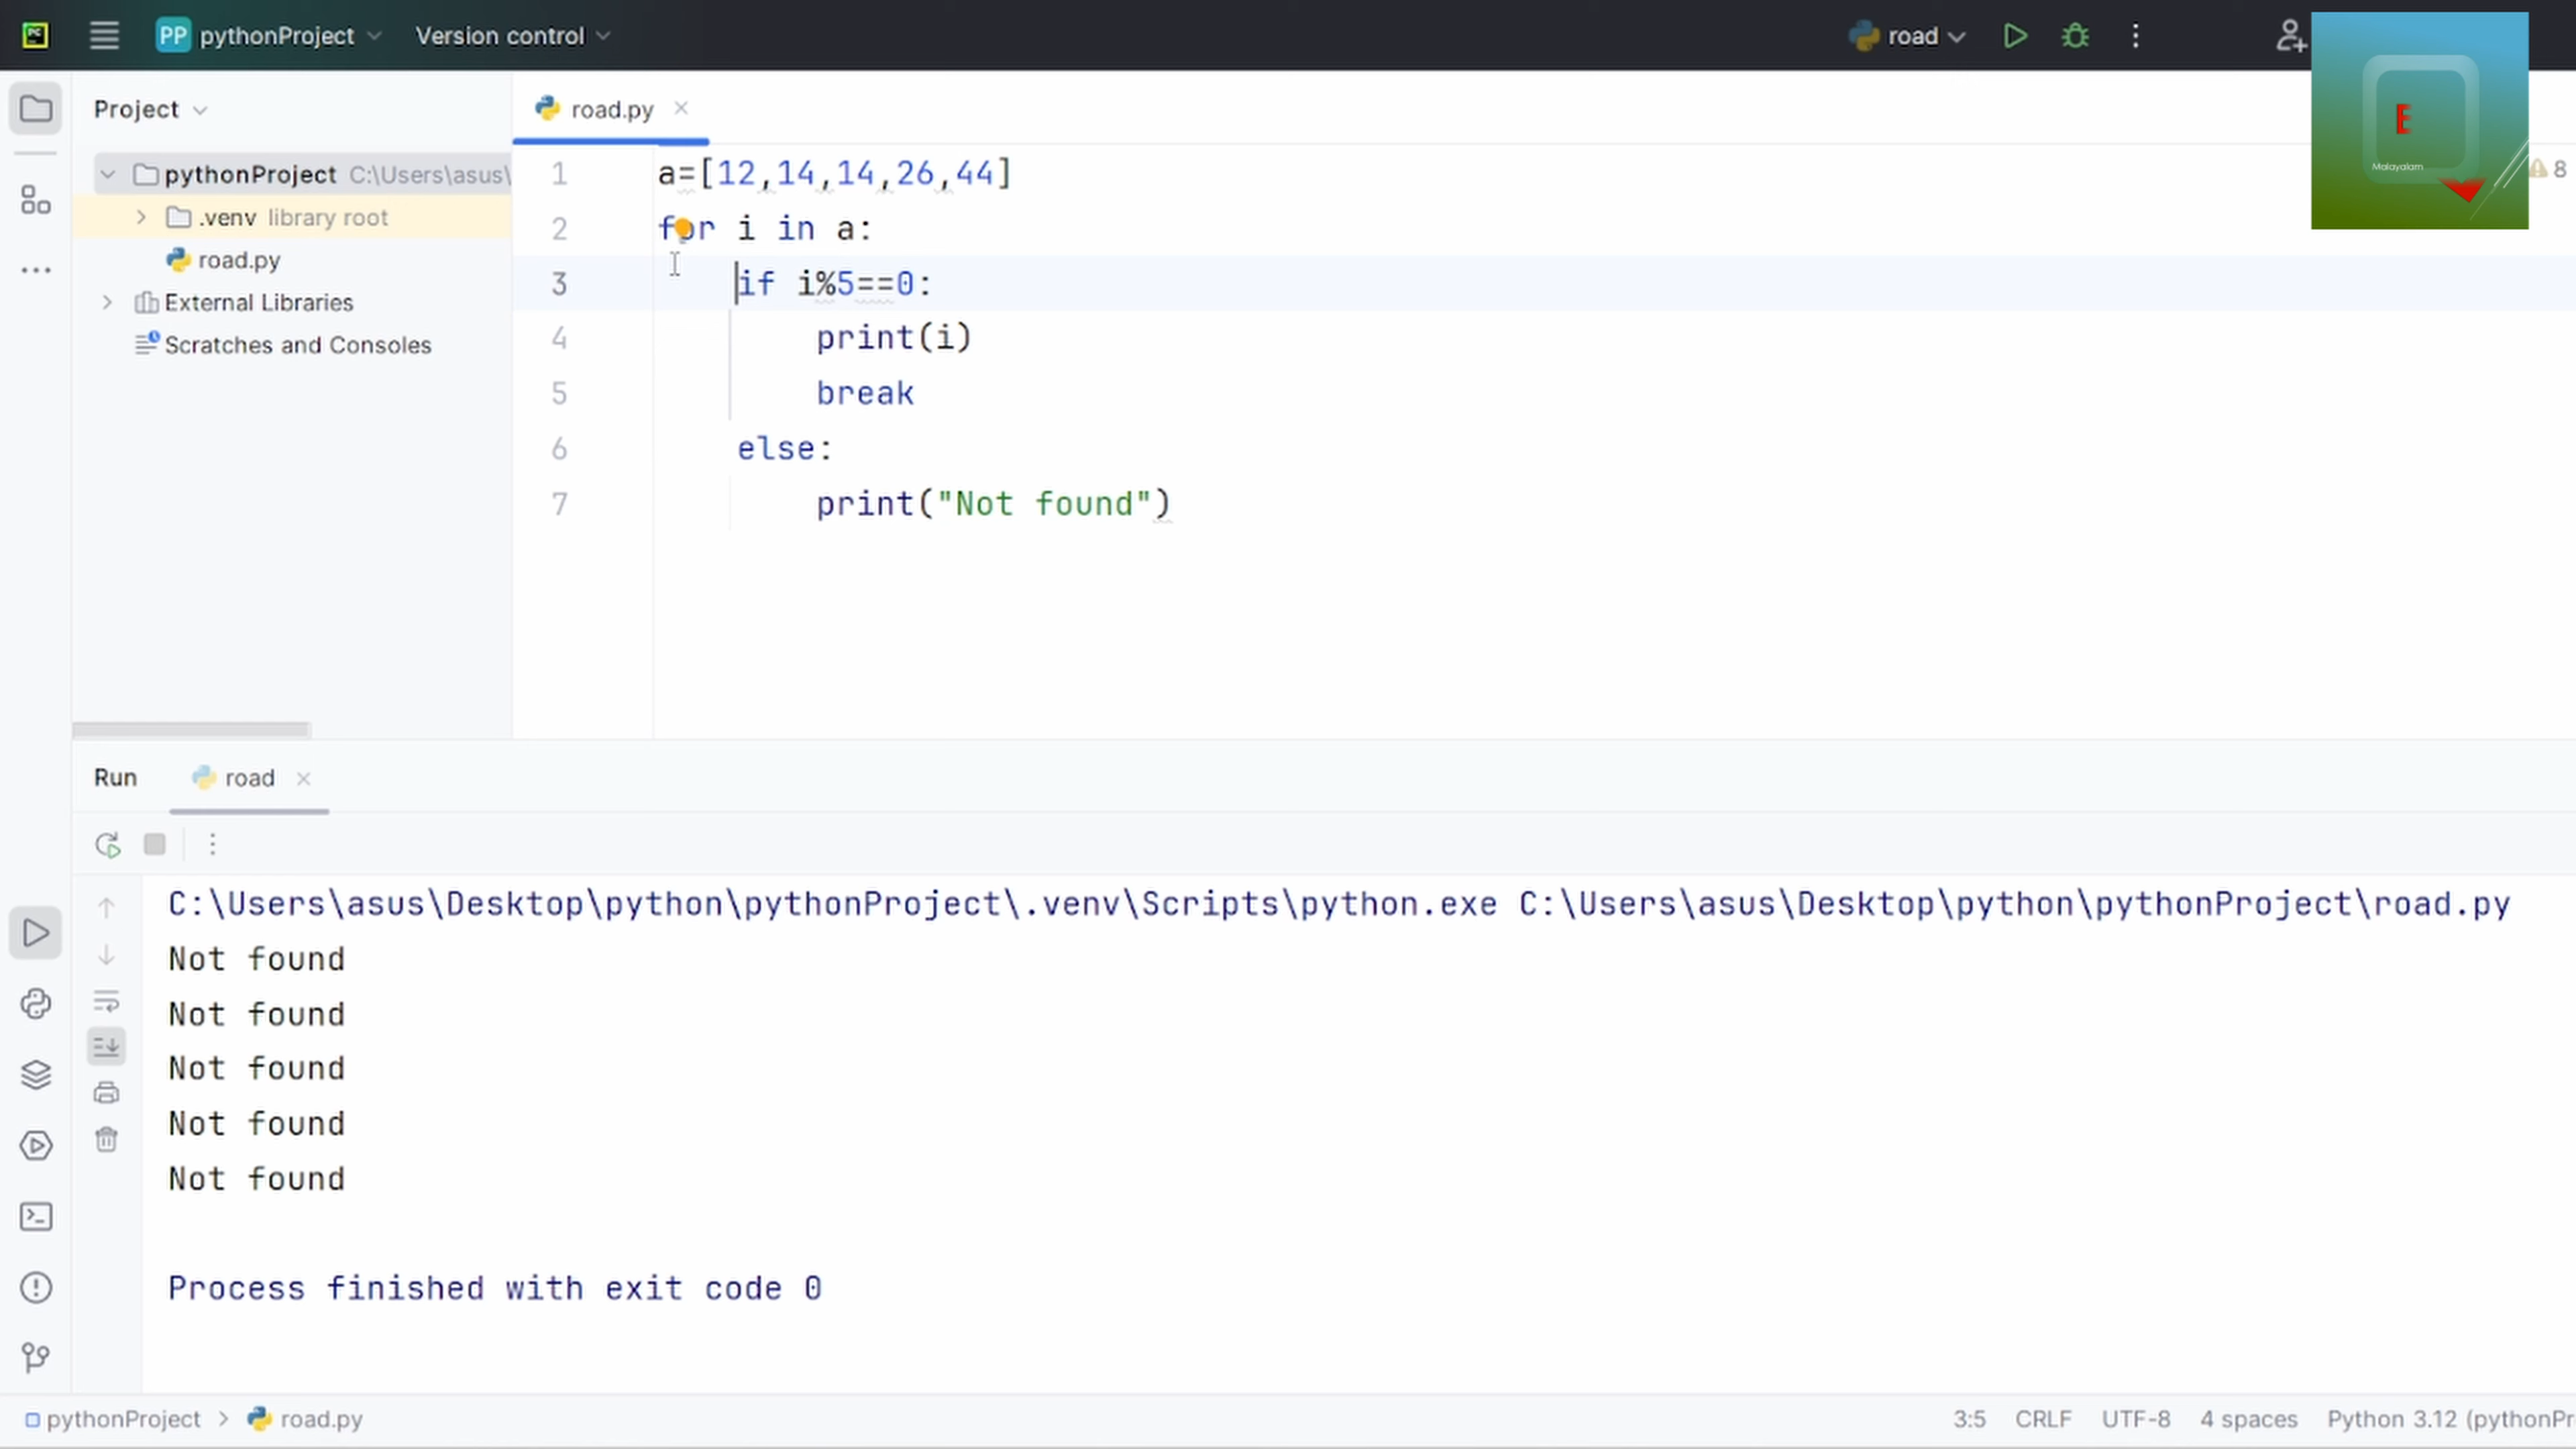 PC
PP pythonProject Version control road
Project
road.py
8
E
Malayalam
pythonProject C:\Users\asus\
.venv library root
road.py
External Libraries
Scratches and Consoles
1 a=[12,14,14,26,44]
2 for i in a:
3 if i%5==0:
4 print(i)
5 break
6 else:
7 print("Not found")
Run road
C:\Users\asus\Desktop\python\pythonProject\.venv\Scripts\python.exe C:\Users\asus\Desktop\python\pythonProject\road.py
Not found
Not found
Not found
Not found
Not found
Process finished with exit code 0
pythonProject > road.py 3:5 CRLF UTF-8 4 spaces Python 3.12 (pythonPr